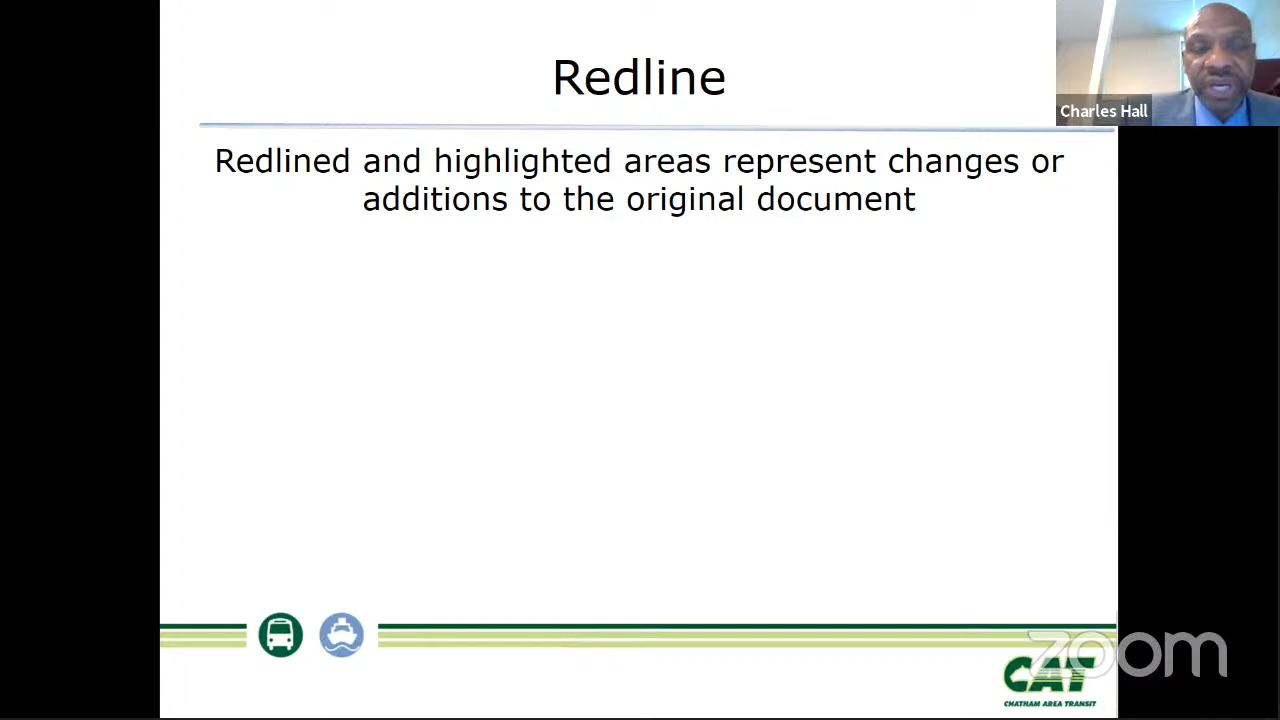 Redline
Charles Hall
Redlined and highlighted areas represent changes or
additions to the original document
zoom
CAT
CHATHAM AREA TRANSIT